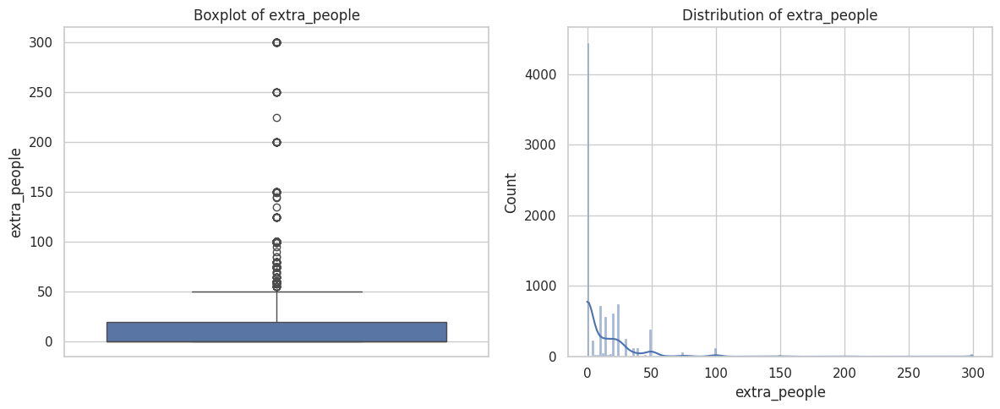 Boxplot of extra_people
300
250
200
150
100
50
0
extra_people
Distribution of extra_people
4000
3000
2000
1000
0
Count
0 50 100 150 200 250 300
extra_people